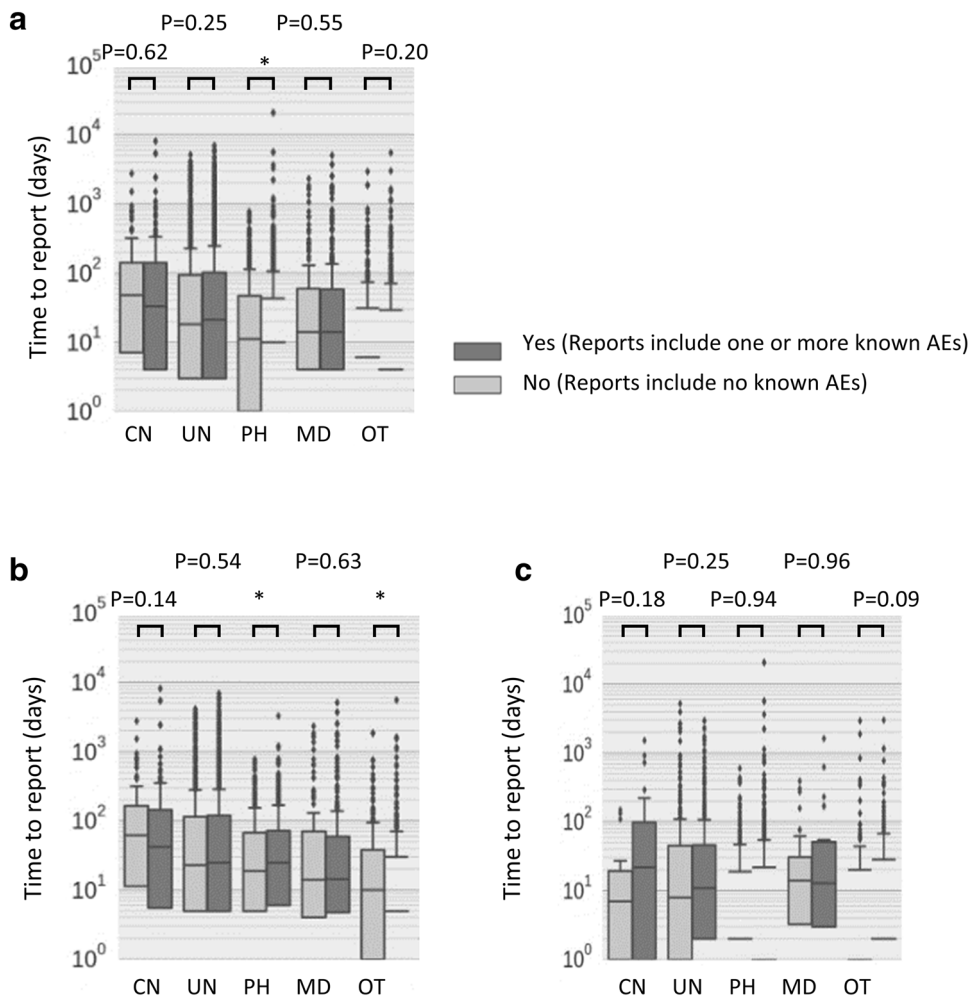 a
P=0.25 P=0.55
P=0.62 * P=0.20
10^5
10^4
10^3
10^2
10^1
10^0
Time to report (days)
CN UN PH MD OT
Yes (Reports include one or more known AEs)
No (Reports include no known AEs)
b
P=0.54 P=0.63
P=0.14 * *
10^5
10^4
10^3
10^2
10^1
10^0
Time to report (days)
CN UN PH MD OT
c
P=0.25 P=0.96
P=0.18 P=0.94 P=0.09
10^5
10^4
10^3
10^2
10^1
10^0
Time to report (days)
CN UN PH MD OT